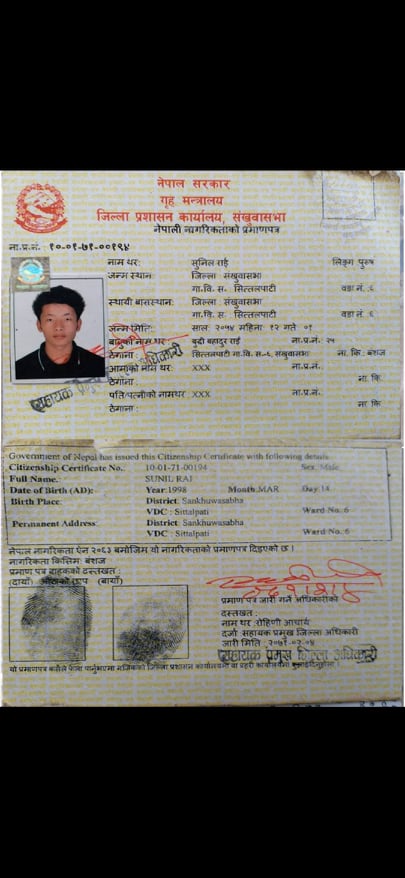 नेपाल सरकार
गृह मन्त्रालय
जिल्ला प्रशासन कार्यालय, संखुवासभा
नेपाली नागरिकताको प्रमाणपत्र
ना.प्र.नं. १०-०१-७१-००१९४
नाम थर: सुनिल राई लिङ्ग पुरुष
जन्म स्थान: जिल्ला संखुवासभा
गा.वि.स. सित्तलपाटी वडा नं. ६
स्थायी बासस्थान: जिल्ला संखुवासभा
गा.वि.स. सित्तलपाटी वडा नं. ६
जन्म मिति: साल २०५४ महिना १२ गते ०१
बाबुको नाम थर: बुद्दी बहादुर राई ना.प्र.नं. २५
ठेगाना: सित्तलपाटी गा.वि.स.-६, संखुवासभा ना. कि: बंशज
आमाको नाम थर: XXX ना.प्र.नं.
ठेगाना: ना कि:
पति/पत्नीको नामथर: XXX ना.प्र.नं.
ठेगाना: ना कि:
सहायक प्रमुख अधिकारी
Government of Nepal has issued this Citizenship Certificate with following details.
Citizenship Certificate No.: 10-01-71-00194 Sex: Male
Full Name.: SUNIL RAI
Date of Birth (AD): Year:1998 Month:MAR Day:14
Birth Place: District: Sankhuwasabha
VDC : Sittalpati Ward No. 6
Permanent Address: District: Sankhuwasabha
VDC : Sittalpati Ward No. 6
नेपाल नागरिकता ऐन २०६३ बमोजिम यो नागरिकताको प्रमाणपत्र दिइएको छ ।
नागरिकता किसिम: बंशज
प्रमाण पत्र बाहकको दस्तखत :
(दायाँ) औंठाको छाप (बायाँ)
प्रमाण पत्र जारी गर्ने अधिकारीको
दस्तखत :
नाम थर :रोहिणी आचार्य
दर्जा :सहायक प्रमुख जिल्ला अधिकारी
जारी मिति : २०७१-०२-०४
सहायक प्रमुख जिल्ला अधिकारी
यो प्रमाणपत्र कसैले फेला पार्नुभएमा नजिकको जिल्ला प्रशासन कार्यालयमा वा प्रहरी कार्यालयमा बुझाइदिनुहोला ।